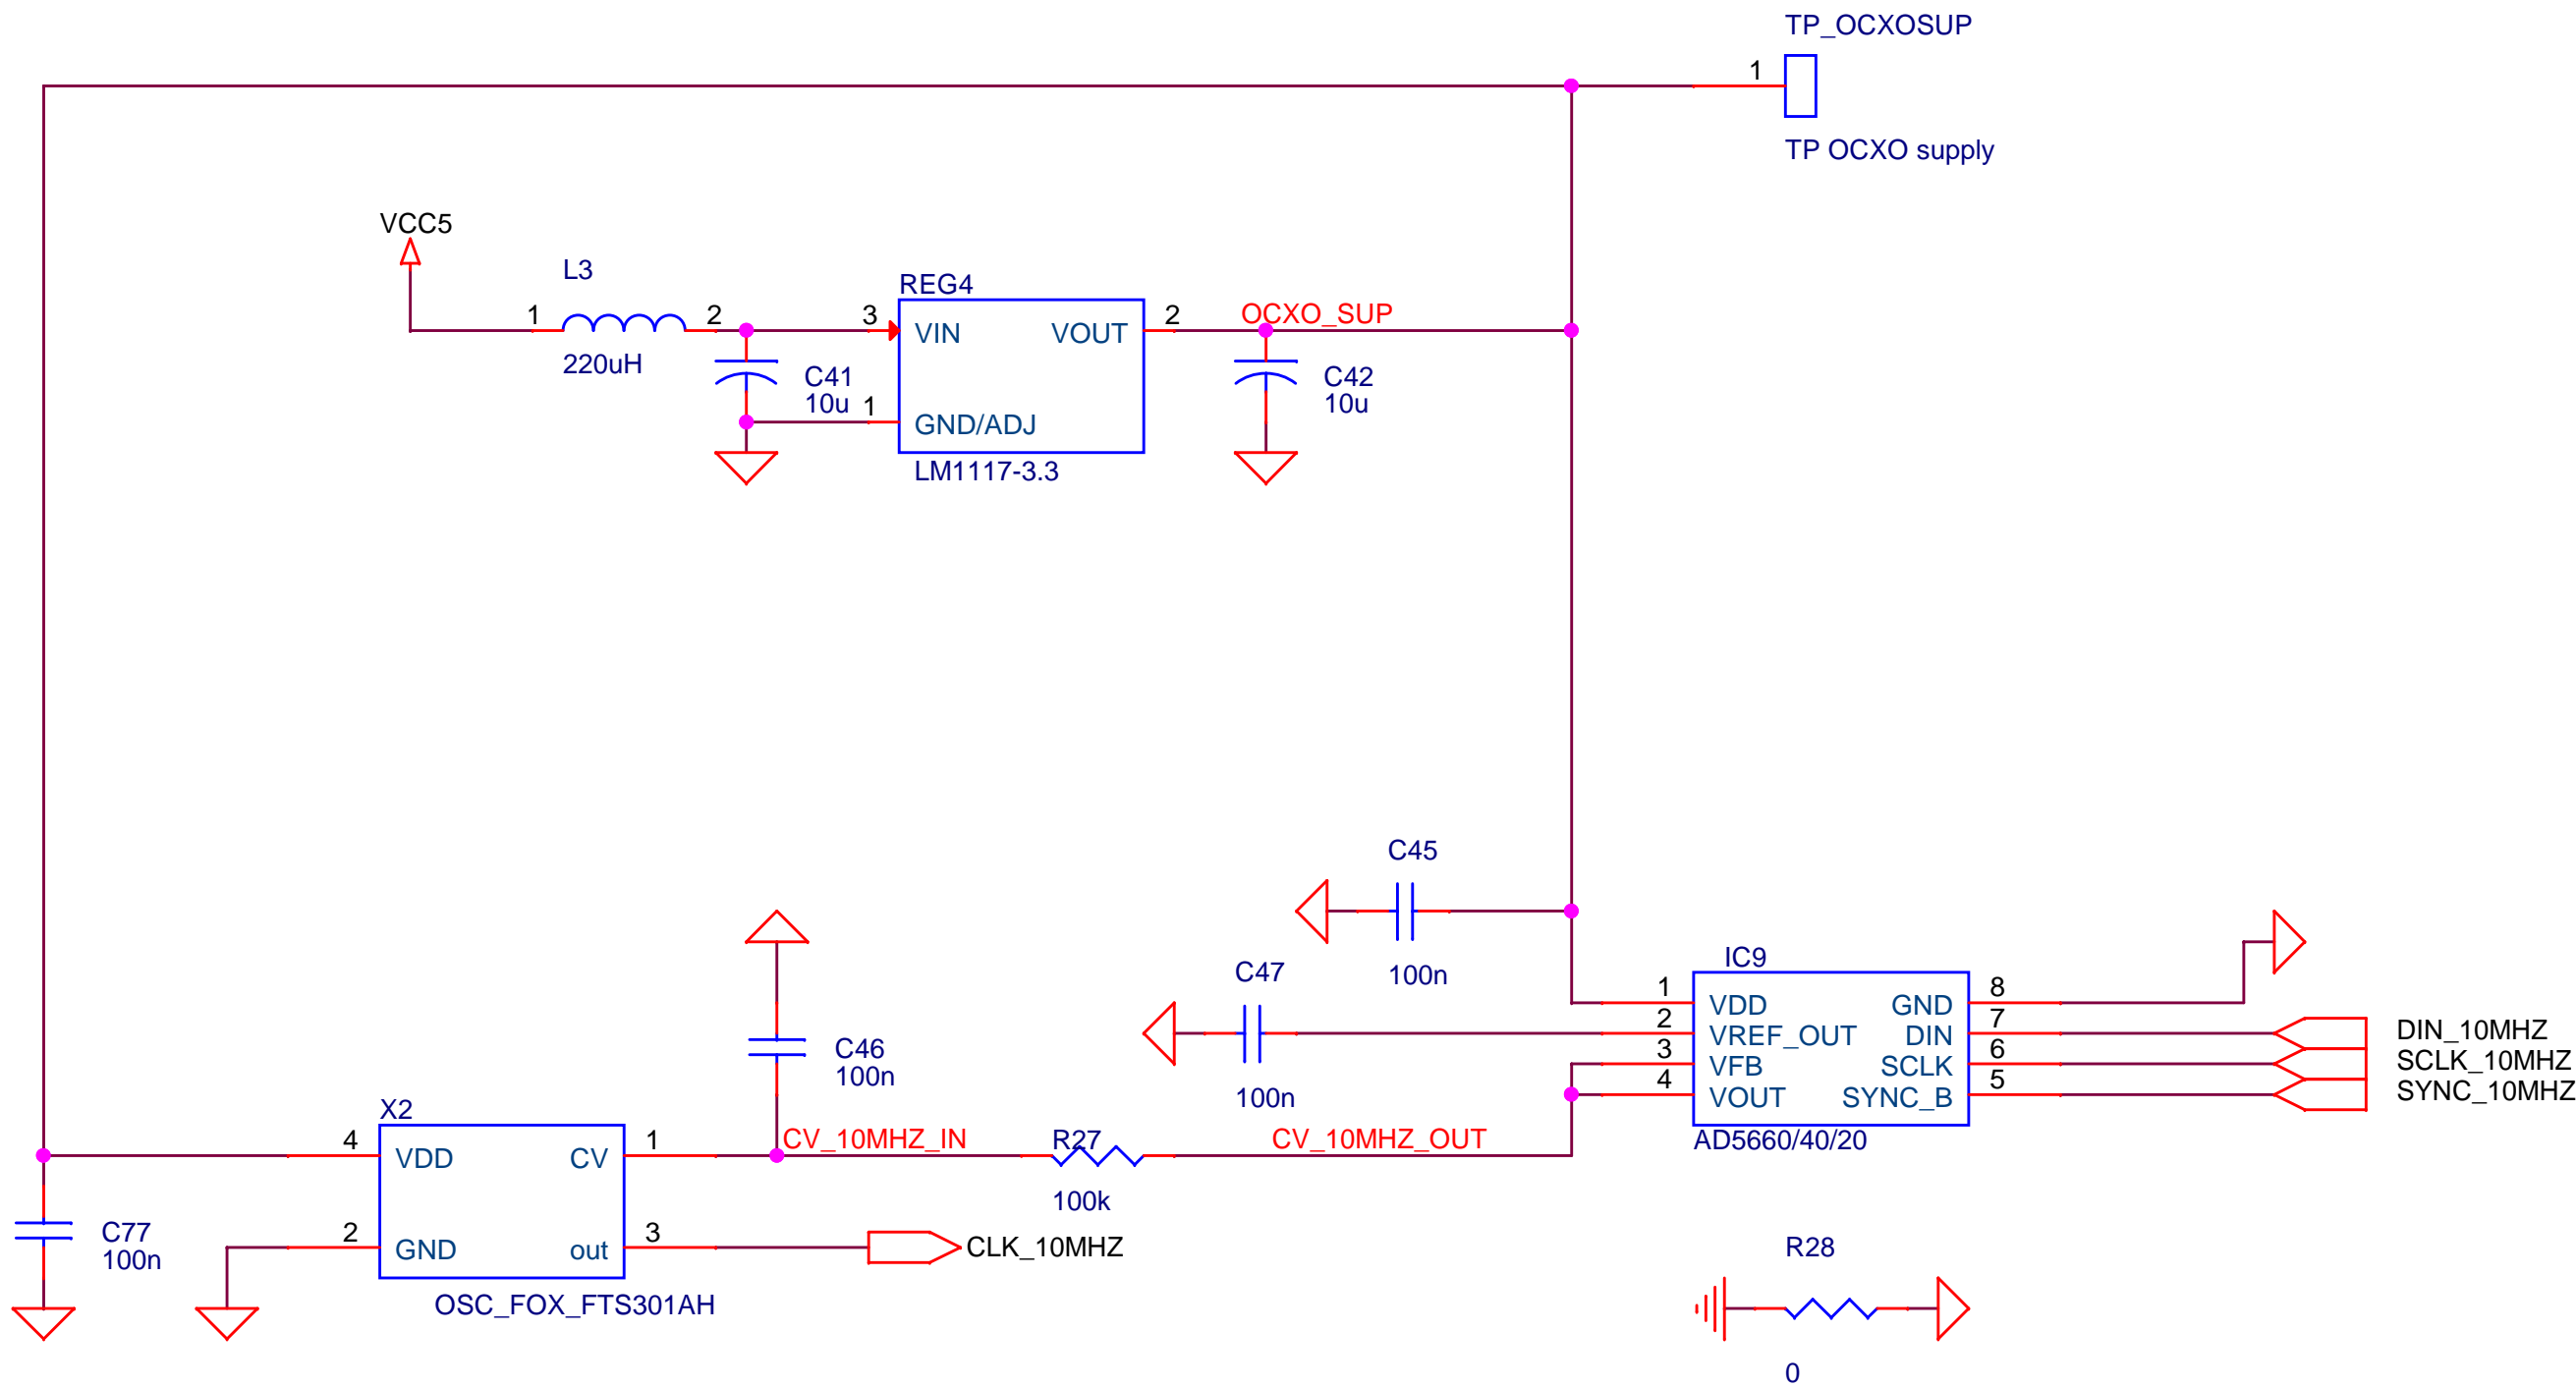 TP_OCXOSUP
1
TP OCXO supply
VCC5
L3
1
2
220uH
C41
10u
REG4
3
VIN
VOUT
2
1
GND/ADJ
LM1117-3.3
OCXO_SUP
C42
10u
C45
100n
C47
100n
C46
100n
IC9
1
VDD
GND
8
2
VREF_OUT
DIN
7
3
VFB
SCLK
6
4
VOUT
SYNC_B
5
AD5660/40/20
DIN_10MHZ
SCLK_10MHZ
SYNC_10MHZ
X2
4
VDD
CV
1
2
GND
out
3
OSC_FOX_FTS301AH
CV_10MHZ_IN
R27
100k
CV_10MHZ_OUT
CLK_10MHZ
C77
100n
R28
0